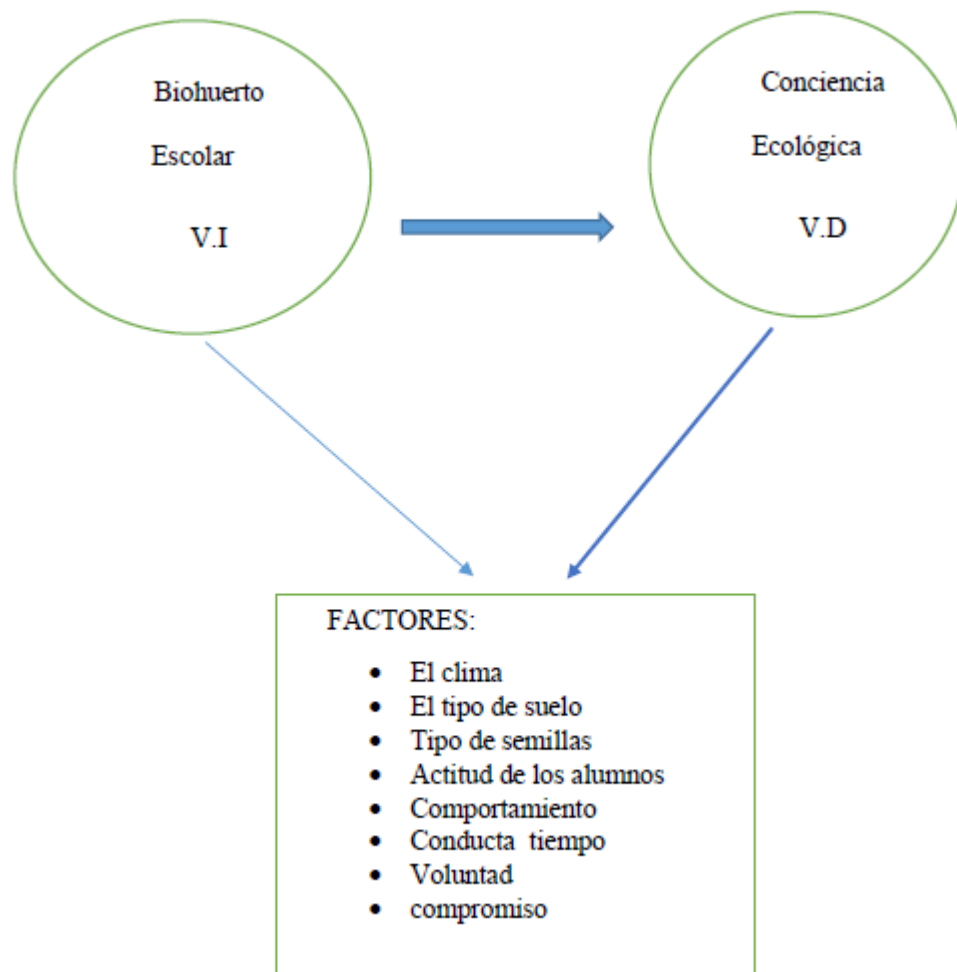 Biohuerto
Escolar
V.I
Conciencia
Ecológica
V.D
FACTORES:
• El clima
• El tipo de suelo
• Tipo de semillas
• Actitud de los alumnos
• Comportamiento
• Conducta tiempo
• Voluntad
• compromiso